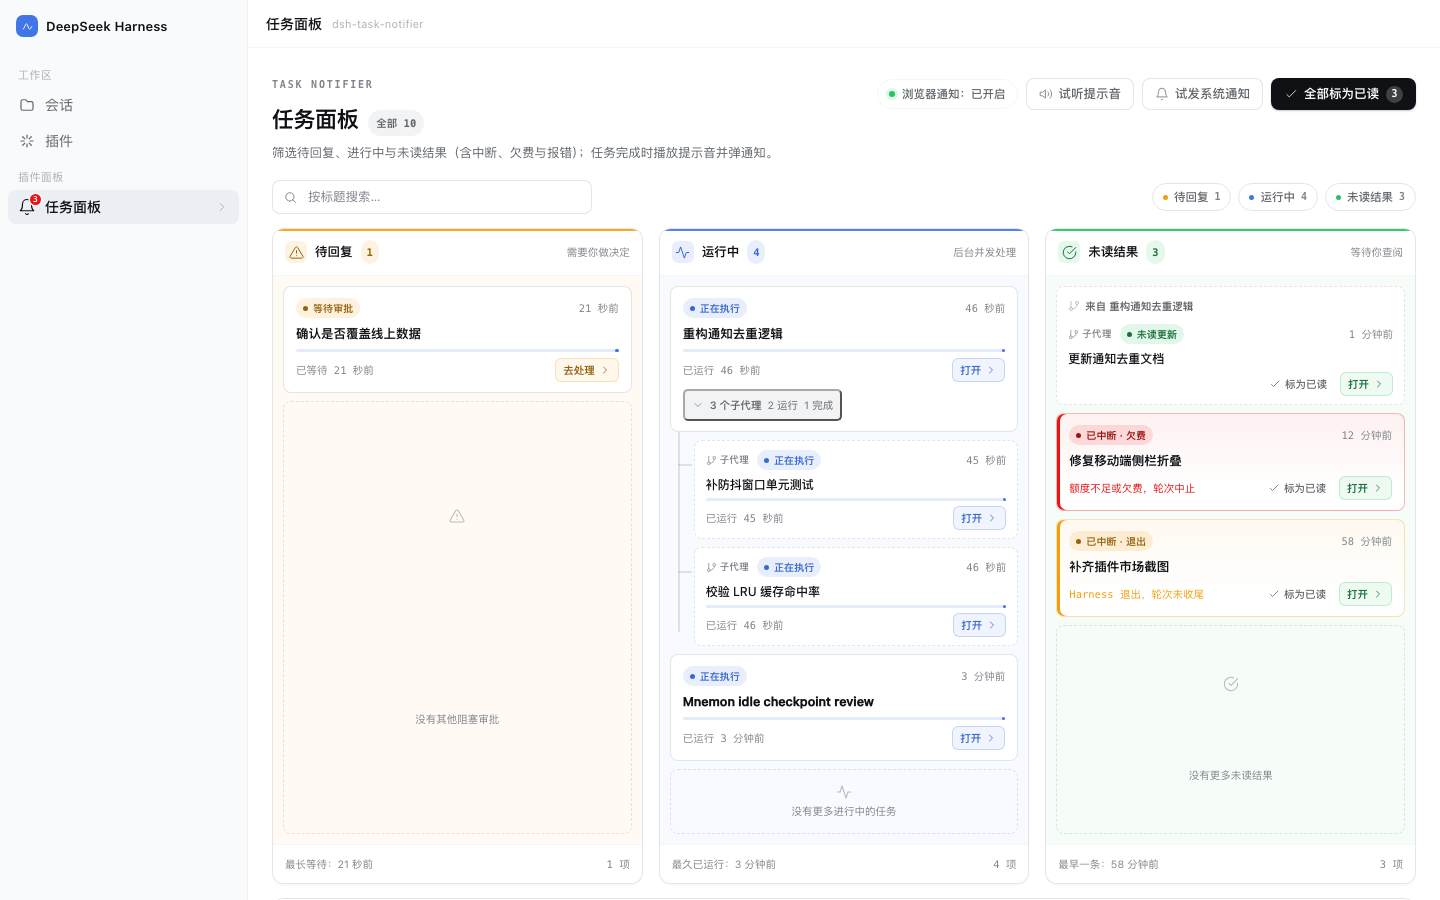 DeepSeek Harness
工作区
会话
插件
插件面板
3
任务面板
任务面板 dsh-task-notifier
TASK NOTIFIER
任务面板 全部 10
筛选待回复、进行中与未读结果（含中断、欠费与报错）；任务完成时播放提示音并弹通知。
浏览器通知：已开启
试听提示音
试发系统通知
全部标为已读 3
按标题搜索...
待回复 1
运行中 4
未读结果 3
待回复 1 需要你做决定
等待审批 21 秒前
确认是否覆盖线上数据
已等待 21 秒前 去处理
没有其他阻塞审批
最长等待：21 秒前 1 项
运行中 4 后台并发处理
正在执行 46 秒前
重构通知去重逻辑
已运行 46 秒前 打开
3 个子代理 2 运行 1 完成
子代理 正在执行 45 秒前
补防抖窗口单元测试
已运行 45 秒前 打开
子代理 正在执行 46 秒前
校验 LRU 缓存命中率
已运行 46 秒前 打开
正在执行 3 分钟前
Mnemon idle checkpoint review
已运行 3 分钟前 打开
没有更多进行中的任务
最久已运行：3 分钟前 4 项
未读结果 3 等待你查阅
来自 重构通知去重逻辑
子代理 未读更新 1 分钟前
更新通知去重文档
标为已读 打开
已中断 · 欠费 12 分钟前
修复移动端侧栏折叠
额度不足或欠费，轮次中止 标为已读 打开
已中断 · 退出 58 分钟前
补齐插件市场截图
Harness 退出，轮次未收尾 标为已读 打开
没有更多未读结果
最早一条：58 分钟前 3 项